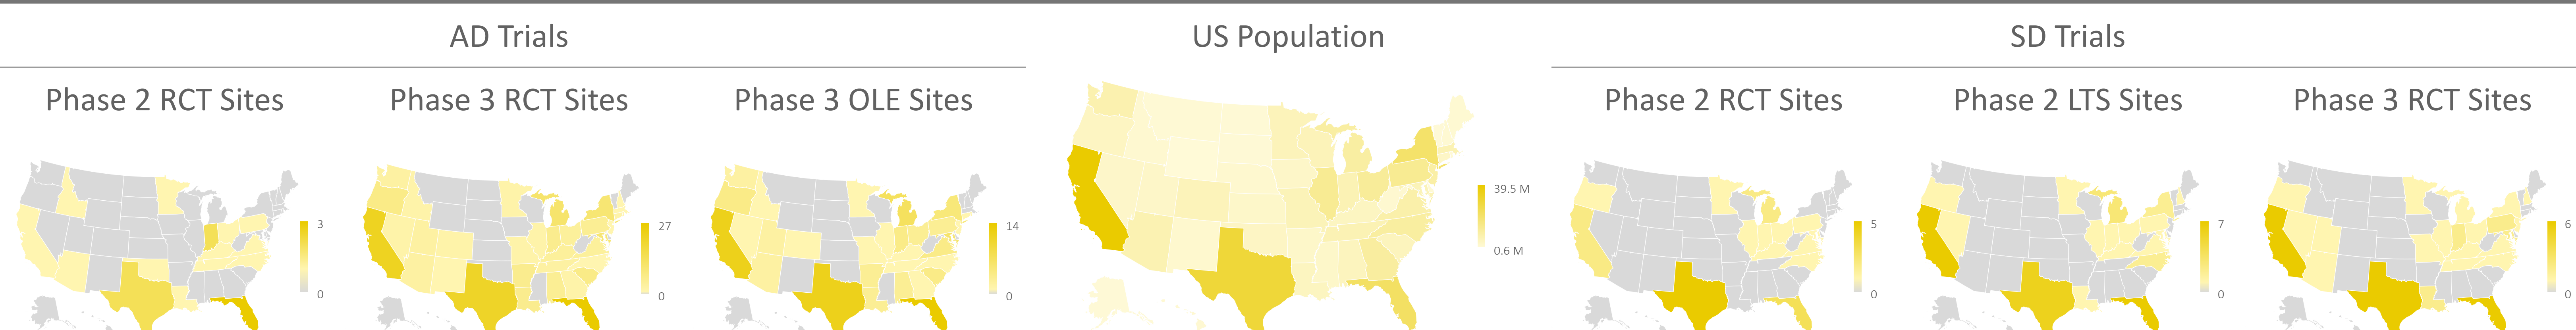 AD Trials
US Population
SD Trials
Phase 2 RCT Sites
Phase 3 RCT Sites
Phase 3 OLE Sites
Phase 2 RCT Sites
Phase 2 LTS Sites
Phase 3 RCT Sites
3
0
27
0
14
0
39.5 M
0.6 M
5
0
7
0
6
0